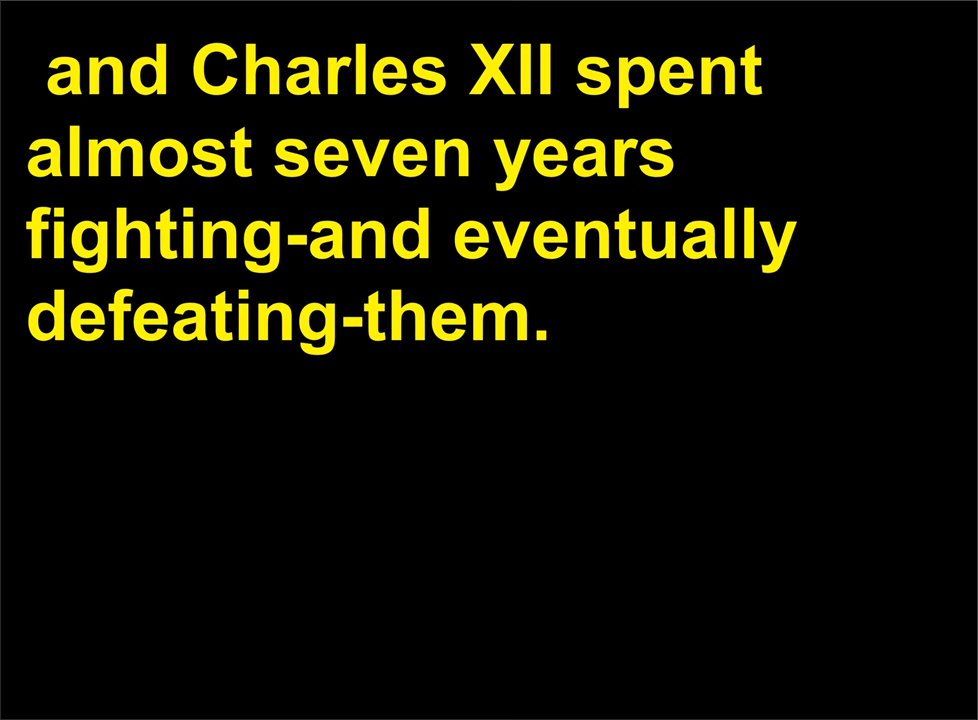 and Charles XII spent
almost seven years
fighting-and eventually
defeating-them.